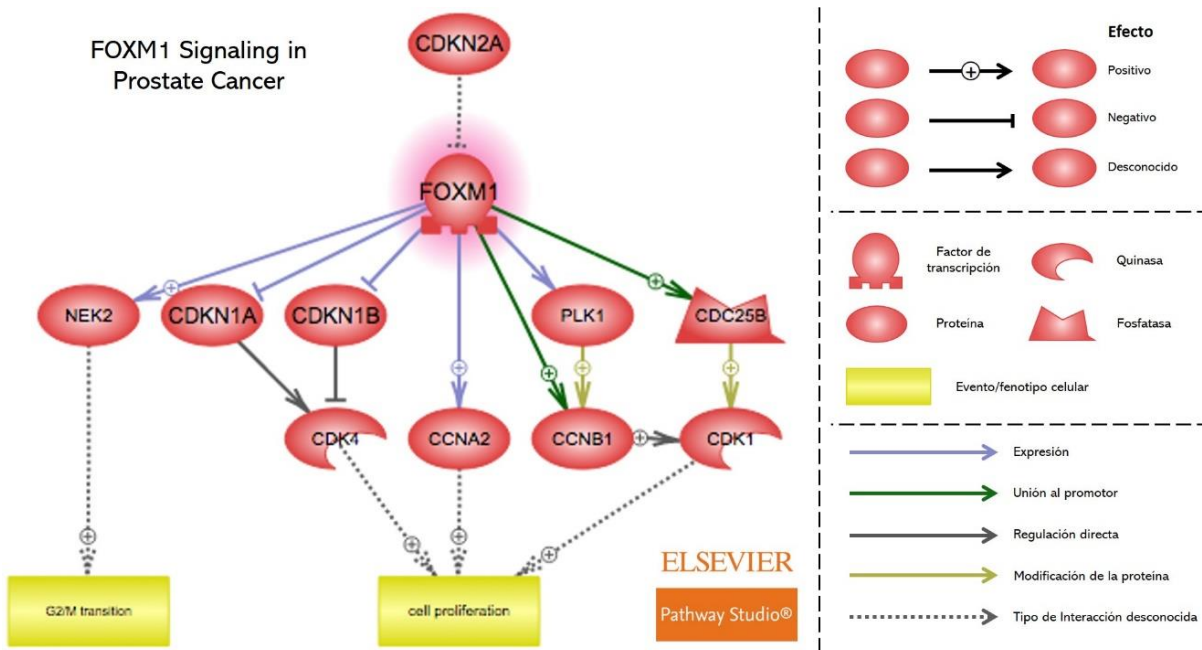 FOXM1 Signaling in
Prostate Cancer
CDKN2A
FOXM1
NEK2
CDKN1A
CDKN1B
PLK1
CDC25B
CDK4
CCNA2
CCNB1
CDK1
G2/M transition
cell proliferation
ELSEVIER
Pathway Studio®
Efecto
Positivo
Negativo
Desconocido
Factor de
transcripción
Quinasa
Proteína
Fosfatasa
Evento/fenotipo celular
Expresión
Unión al promotor
Regulación directa
Modificación de la proteína
Tipo de Interacción desconocida